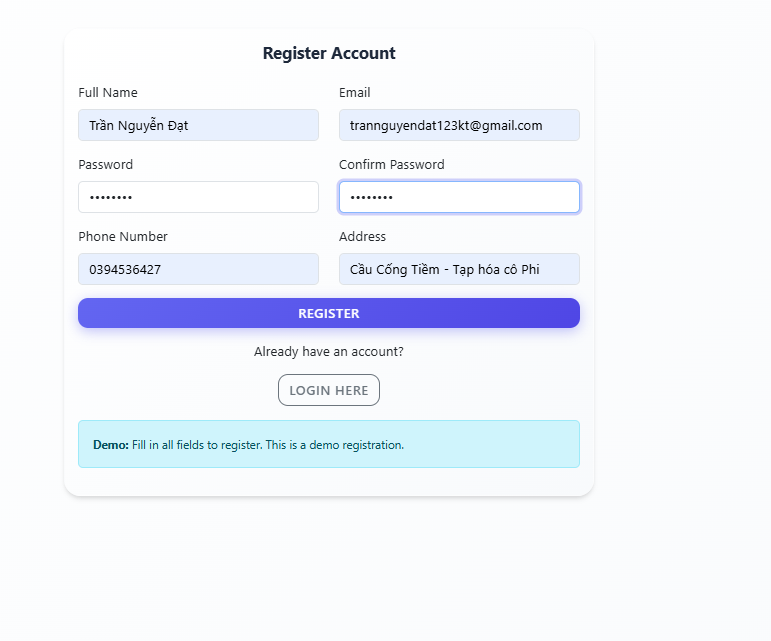 Register Account
Full Name
Email
Trần Nguyễn Đạt
trannguyendat123kt@gmail.com
Password
Confirm Password
••••••••
••••••••
Phone Number
Address
0394536427
Cầu Cống Tiềm - Tạp hóa cô Phi
REGISTER
Already have an account?
LOGIN HERE
Demo: Fill in all fields to register. This is a demo registration.